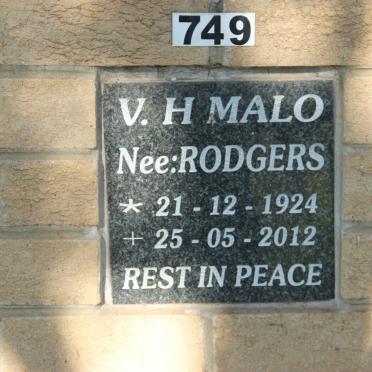 749
V. H MALO
Nee:RODGERS
* 21 - 12 - 1924
+ 25 - 05 - 2012
REST IN PEACE